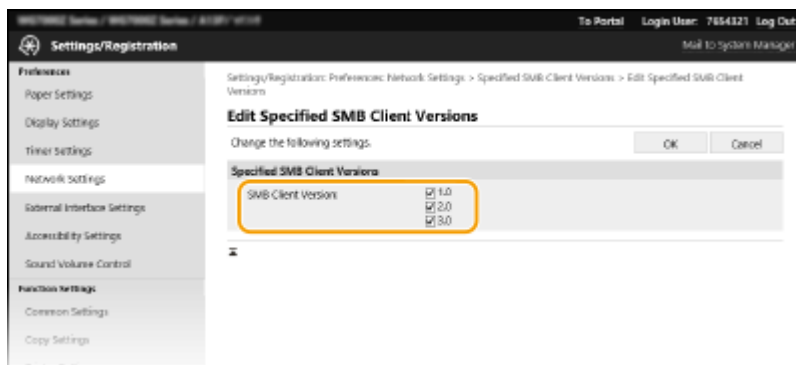 To Portal Login User: 7654321 Log Out
Settings/Registration
Mail to System Manager
Preferences
Paper Settings
Display Settings
Timer Settings
Network Settings
External Interface Settings
Accessibility Settings
Sound Volume Control
Function Settings
Common Settings
Copy Settings
Settings/Registration: Preferences: Network Settings > Specified SMB Client Versions > Edit Specified SMB Client
Versions
Edit Specified SMB Client Versions
Change the following settings.
OK Cancel
Specified SMB Client Versions
SMB Client Version: 1.0
2.0
3.0